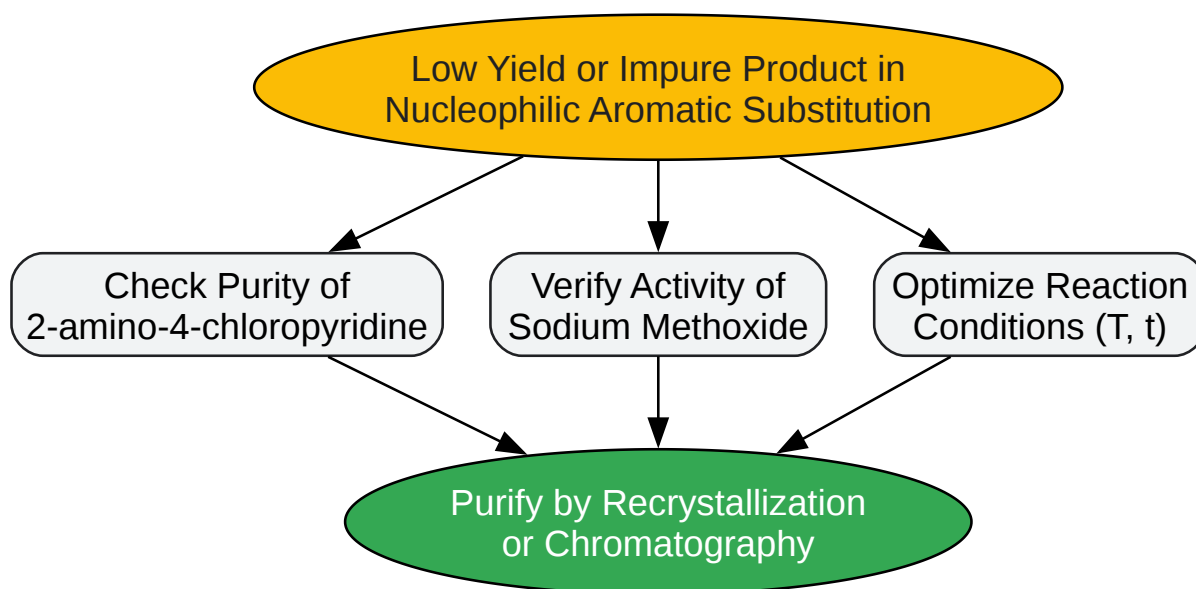 Low Yield or Impure Product in
Nucleophilic Aromatic Substitution
Check Purity of
2-amino-4-chloropyridine
Verify Activity of
Sodium Methoxide
Optimize Reaction
Conditions (T, t)
Purify by Recrystallization
or Chromatography